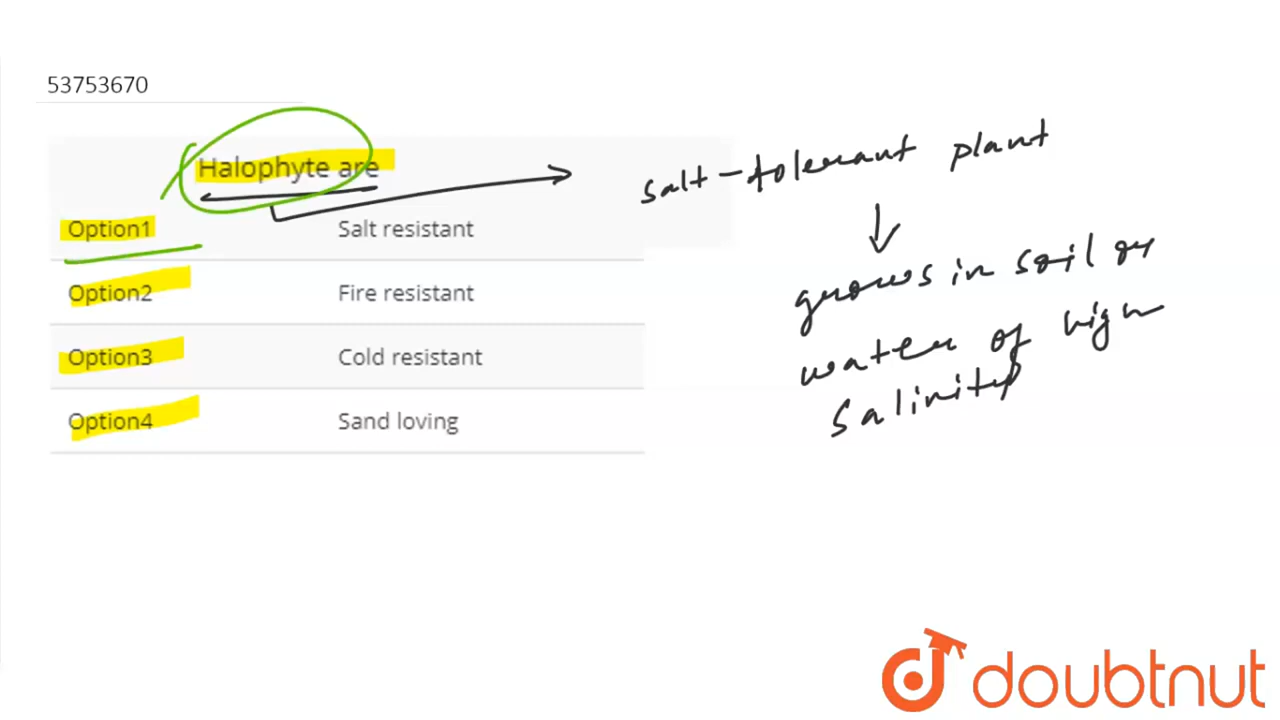 53753670
Halophyte are
Option1 Salt resistant
Option2 Fire resistant
Option3 Cold resistant
Option4 Sand loving
salt-tolerant plant
grows in soil or
water of high
salinity
doubtnut